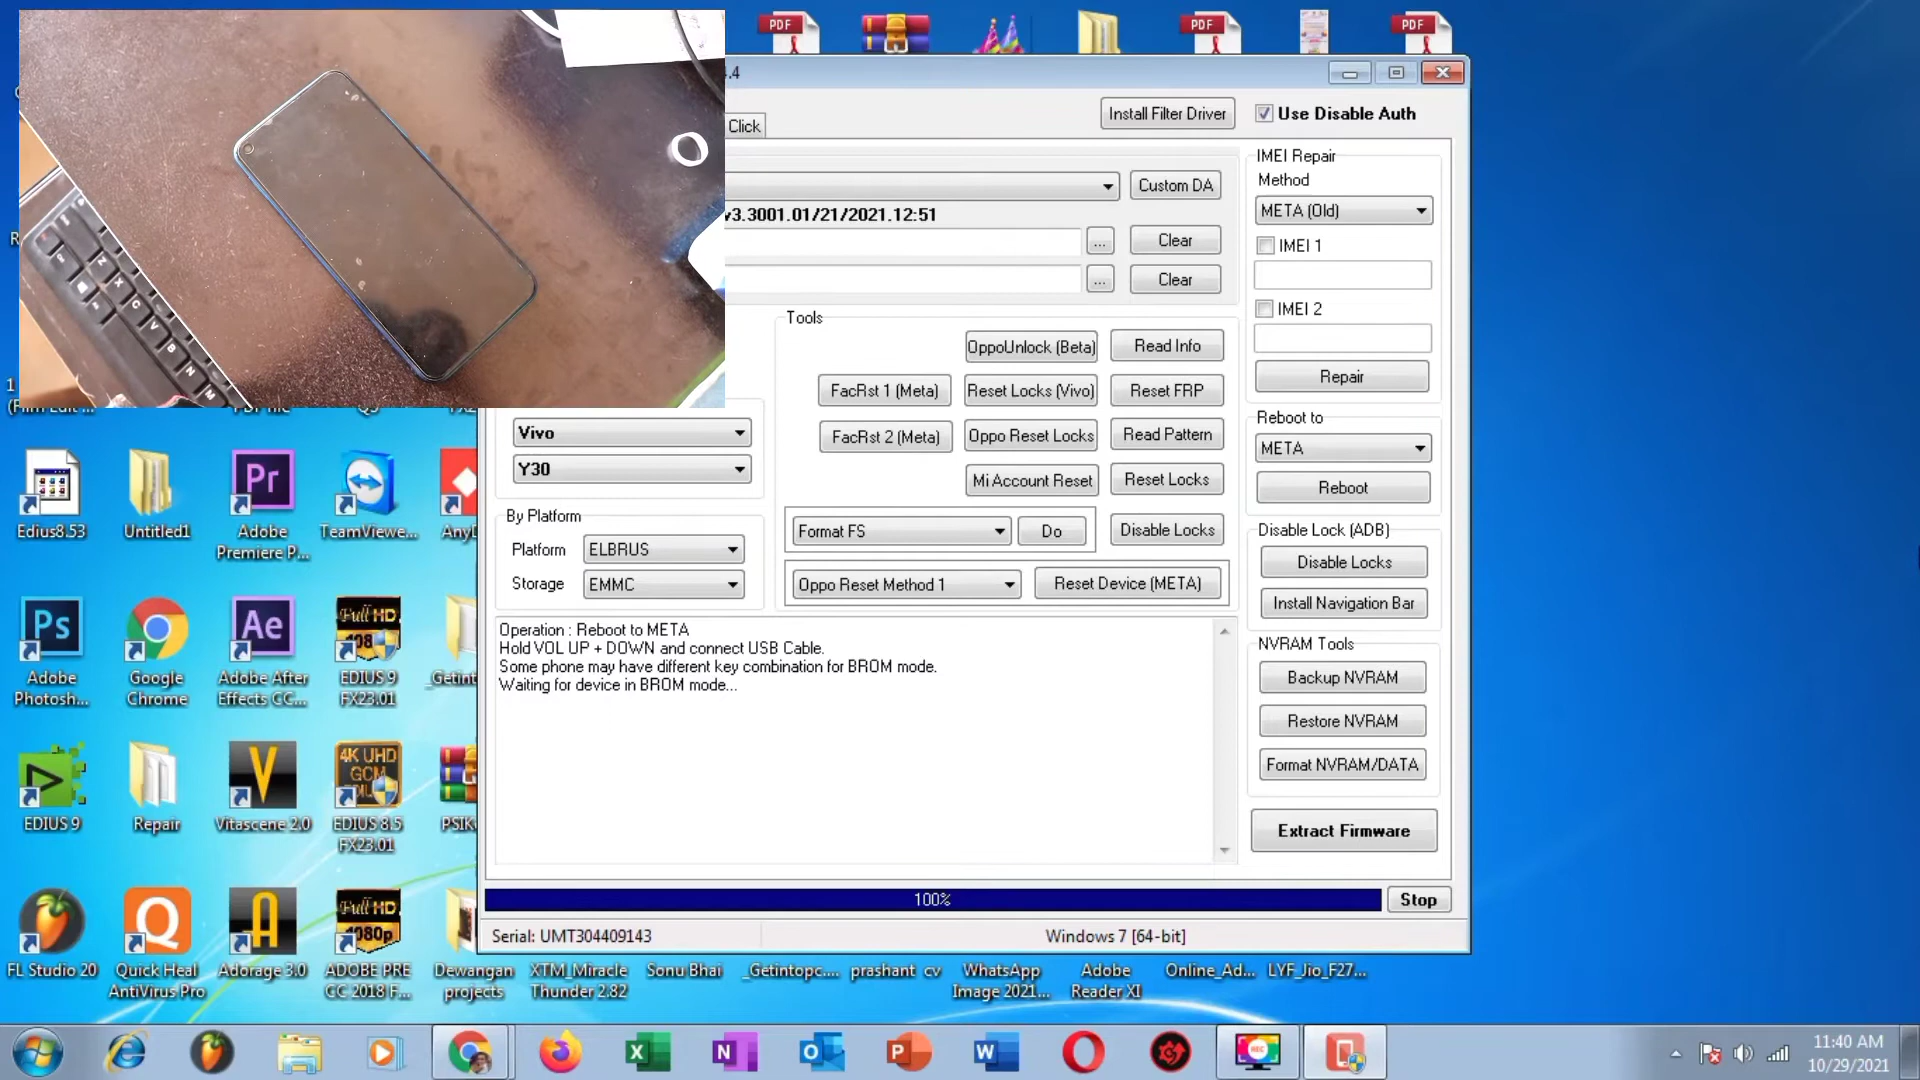 PDF
PDF
PDF
.4
Click
Install Filter Driver
Use Disable Auth
Custom DA
v3.3001.01/21/2021.12:51
...
Clear
...
Clear
IMEI Repair
Method
META (Old)
IMEI 1
IMEI 2
Repair
Reboot to
META
Reboot
Disable Lock (ADB)
Disable Locks
Install Navigation Bar
NVRAM Tools
Backup NVRAM
Restore NVRAM
Format NVRAM/DATA
Extract Firmware
Tools
OppoUnlock (Beta)
Read Info
FacRst 1 (Meta)
Reset Locks (Vivo)
Reset FRP
FacRst 2 (Meta)
Oppo Reset Locks
Read Pattern
Mi Account Reset
Reset Locks
Format FS
Do
Disable Locks
Oppo Reset Method 1
Reset Device (META)
Vivo
Y30
By Platform
Platform
ELBRUS
Storage
EMMC
Operation : Reboot to META
Hold VOL UP + DOWN and connect USB Cable.
Some phone may have different key combination for BROM mode.
Waiting for device in BROM mode...
100%
Stop
Serial: UMT304409143
Windows 7 [64-bit]
Edius8.53
Untitled1
Adobe
Premiere P...
TeamViewe...
Adobe
Photosh...
Google
Chrome
Adobe After
Effects CC...
EDIUS 9
FX23.01
EDIUS 9
Repair
Vitascene 2.0
EDIUS 8.5
FX23.01
FL Studio 20
Quick Heal
AntiVirus Pro
Adorage 3.0
ADOBE PRE
CC 2018 F...
Dewangan
projects
XTM_Miracle
Thunder 2.82
Sonu Bhai
_Getintopc....
prashant cv
WhatsApp
Image 2021...
Adobe
Reader XI
Online_Ad...
LYF_Jio_F27...
11:40 AM
10/29/2021